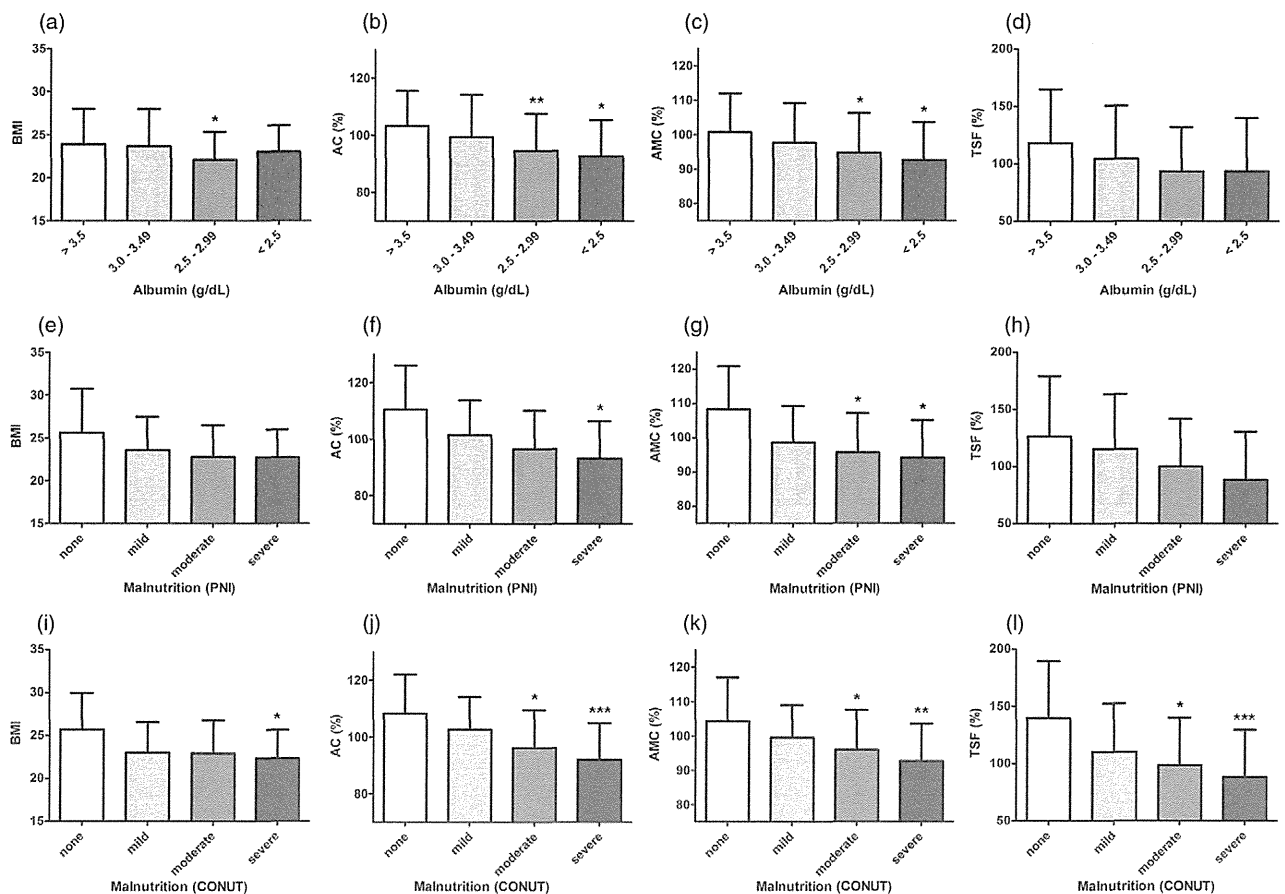 (a)
35
30
25
20
15
BMI
*
> 3.5
3.0 - 3.49
2.5 - 2.99
< 2.5
Albumin (g/dL)
(b)
120
100
80
AC (%)
**
*
> 3.5
3.0 - 3.49
2.5 - 2.99
< 2.5
Albumin (g/dL)
(c)
120
110
100
90
80
AMC (%)
*
*
> 3.5
3.0 - 3.49
2.5 - 2.99
< 2.5
Albumin (g/dL)
(d)
200
150
100
50
TSF (%)
> 3.5
3.0 - 3.49
2.5 - 2.99
< 2.5
Albumin (g/dL)
(e)
35
30
25
20
15
BMI
none
mild
moderate
severe
Malnutrition (PNI)
(f)
120
100
80
AC (%)
*
none
mild
moderate
severe
Malnutrition (PNI)
(g)
120
110
100
90
80
AMC (%)
*
*
none
mild
moderate
severe
Malnutrition (PNI)
(h)
200
150
100
50
TSF (%)
none
mild
moderate
severe
Malnutrition (PNI)
(i)
35
30
25
20
15
BMI
*
none
mild
moderate
severe
Malnutrition (CONUT)
(j)
120
100
80
AC (%)
*
***
none
mild
moderate
severe
Malnutrition (CONUT)
(k)
120
110
100
90
80
AMC (%)
*
**
none
mild
moderate
severe
Malnutrition (CONUT)
(l)
200
150
100
50
TSF (%)
*
***
none
mild
moderate
severe
Malnutrition (CONUT)